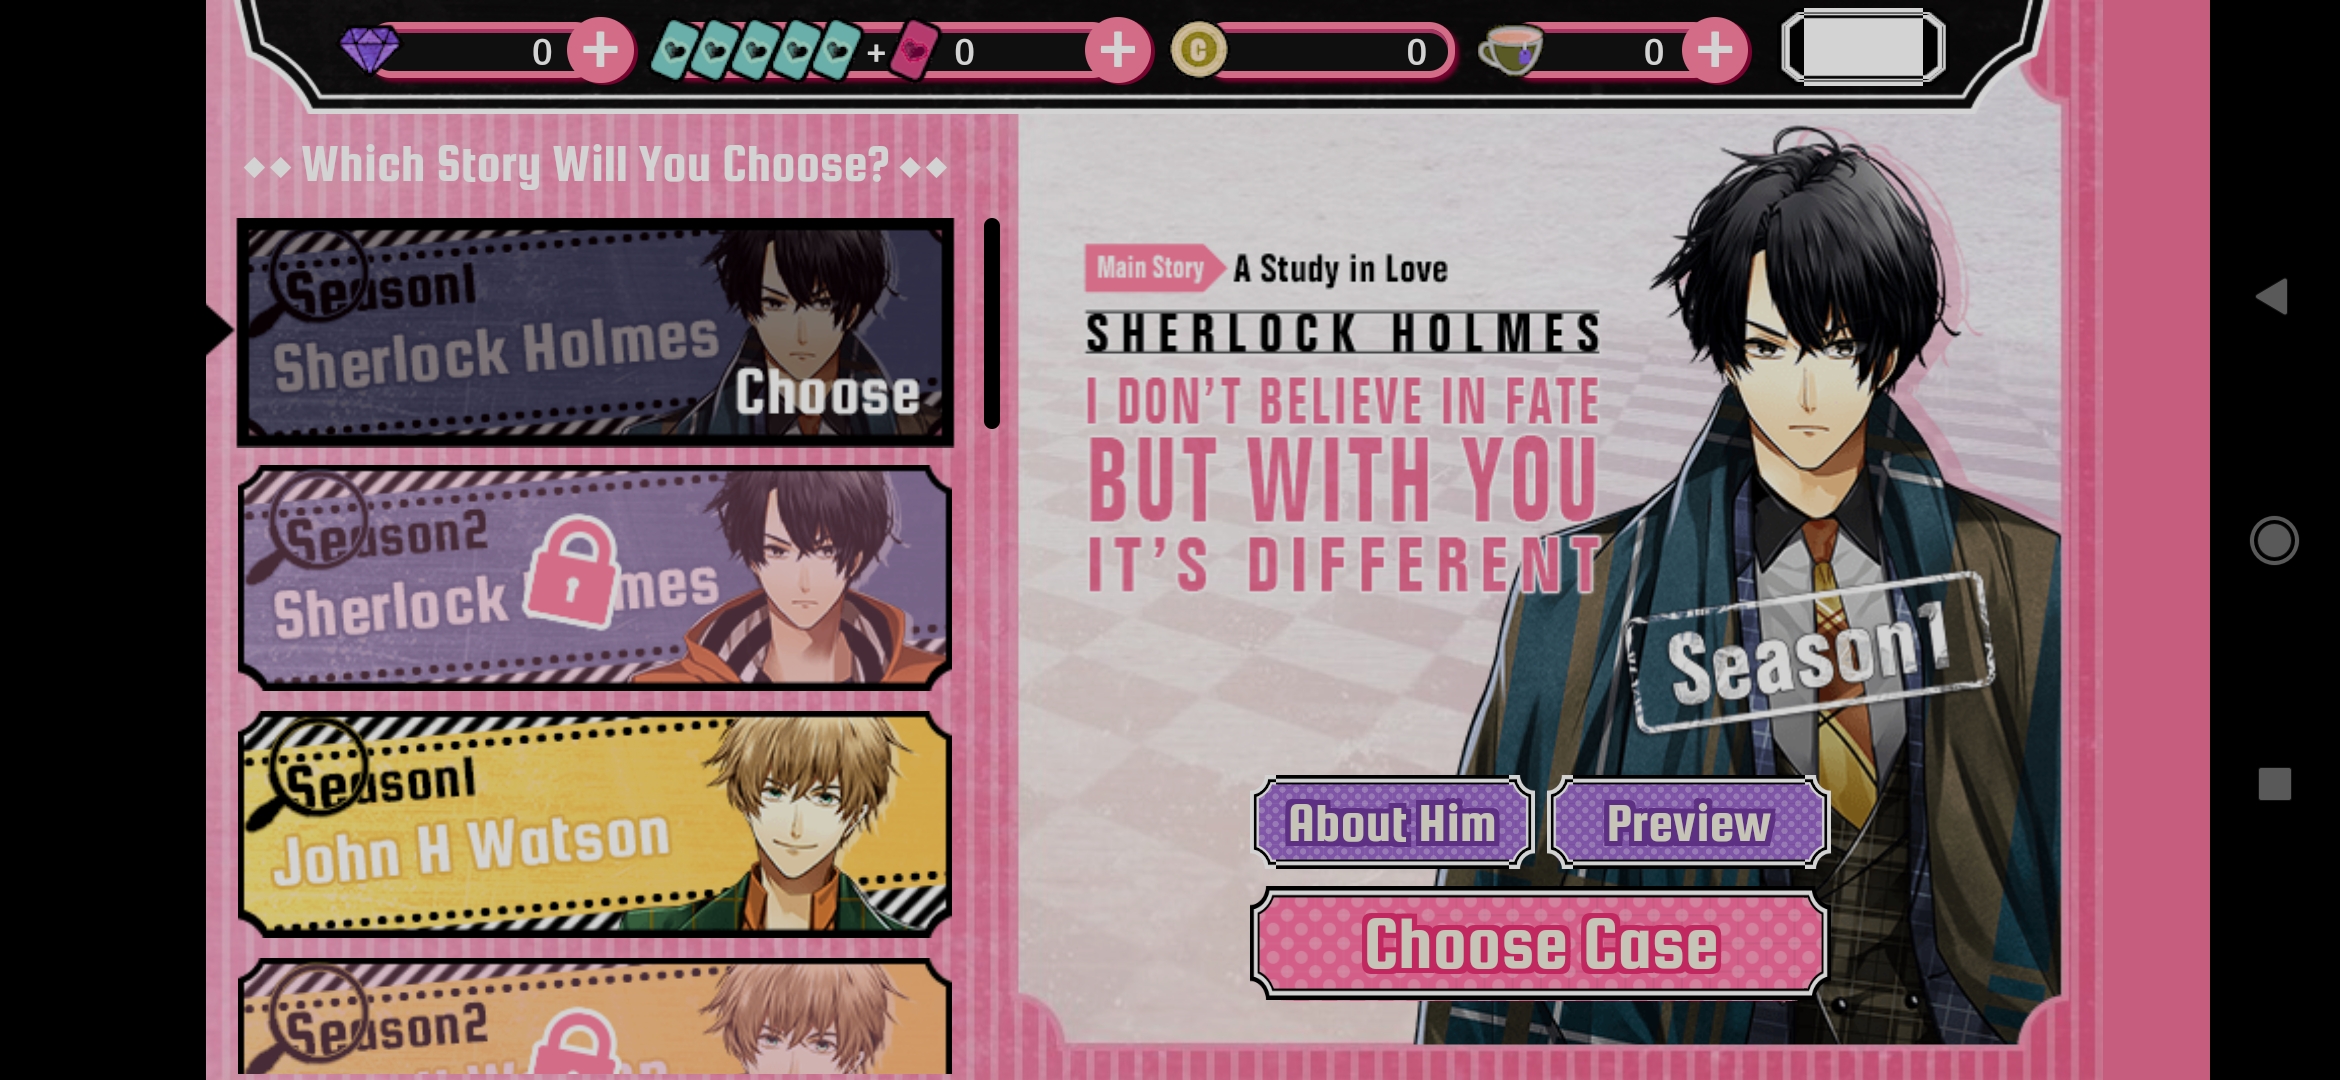 0
+ 0
C 0
0
Which Story Will You Choose?
Season1
Sherlock Holmes
Choose
Season2
Sherlock mes
Season1
John H Watson
Season2
Main Story A Study in Love
SHERLOCK HOLMES
I DON'T BELIEVE IN FATE
BUT WITH YOU
IT'S DIFFERENT
Season1
About Him Preview
Choose Case